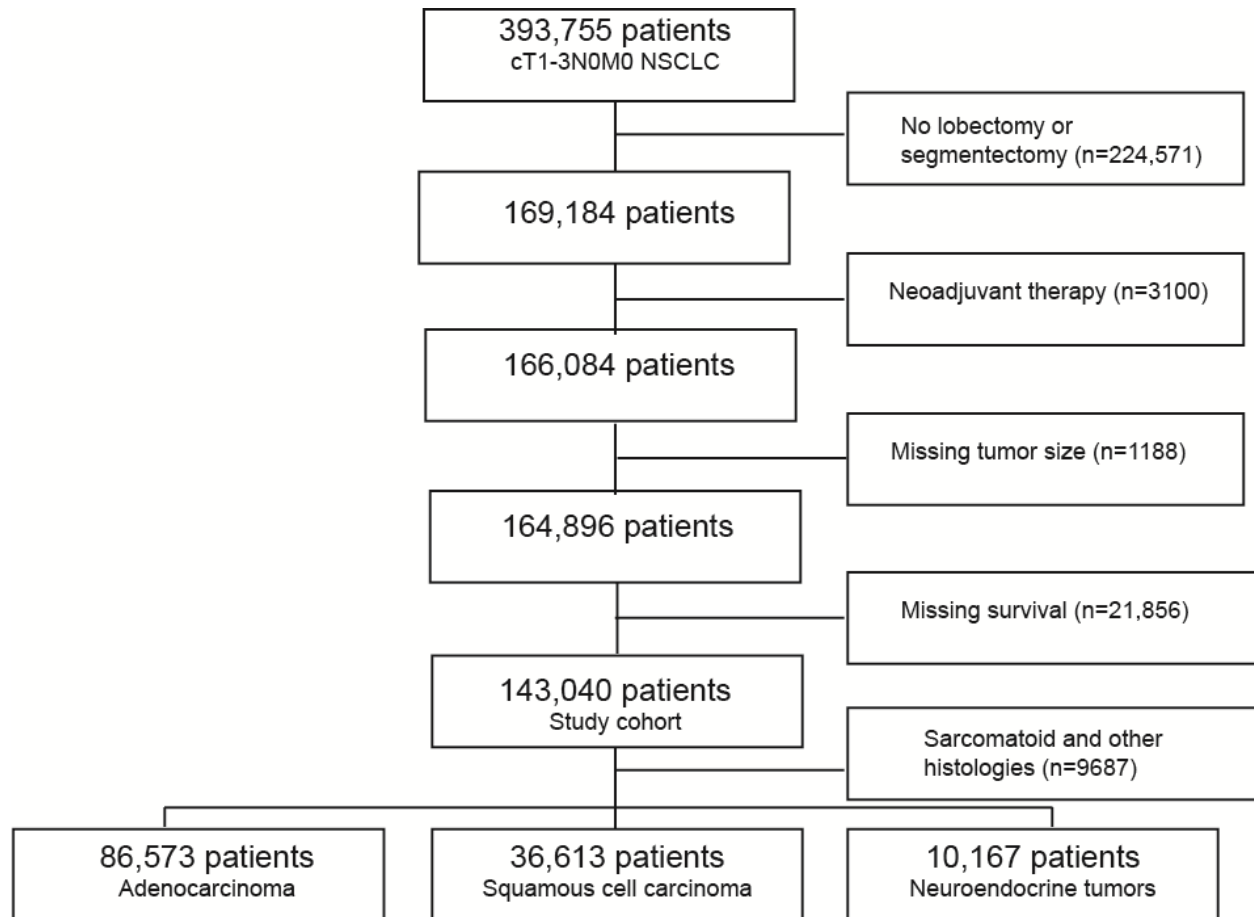 393,755 patients
cT1-3N0M0 NSCLC
No lobectomy or
segmentectomy (n=224,571)
169,184 patients
Neoadjuvant therapy (n=3100)
166,084 patients
Missing tumor size (n=1188)
164,896 patients
Missing survival (n=21,856)
143,040 patients
Study cohort
Sarcomatoid and other
histologies (n=9687)
86,573 patients
Adenocarcinoma
36,613 patients
Squamous cell carcinoma
10,167 patients
Neuroendocrine tumors